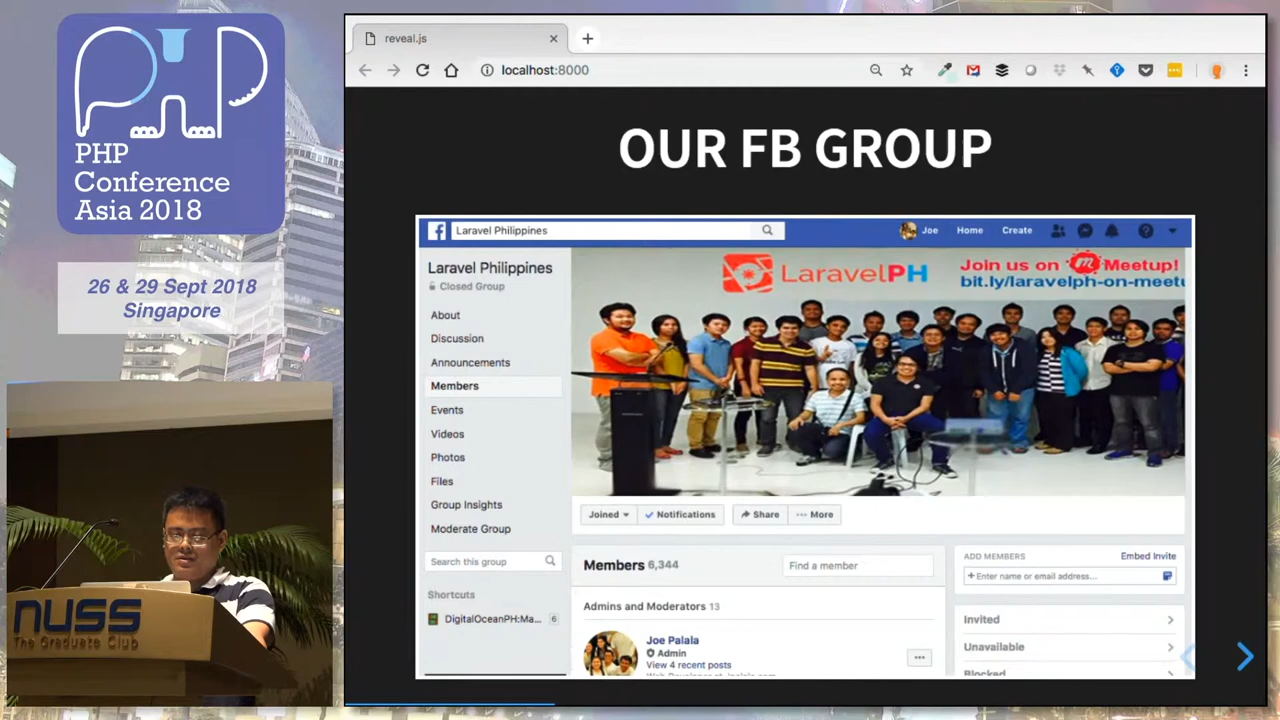 PHP
PHP
Conference
Asia 2018
26 & 29 Sept 2018
Singapore
nuss
The Graduate Club
reveal.js
localhost:8000
OUR FB GROUP
Laravel Philippines
Joe
Home
Create
Laravel Philippines
Closed Group
About
Discussion
Announcements
Members
Events
Videos
Photos
Files
Group Insights
Moderate Group
Search this group
Shortcuts
DigitalOceanPH:Ma...
6
LaravelPH
Join us on m Meetup!
bit.ly/laravelph-on-meetu
Joined
Notifications
Share
More
Members 6,344
Find a member
Admins and Moderators 13
Joe Palala
Admin
View 4 recent posts
ADD MEMBERS
Embed Invite
+ Enter name or email address...
Invited
Unavailable
Blocked